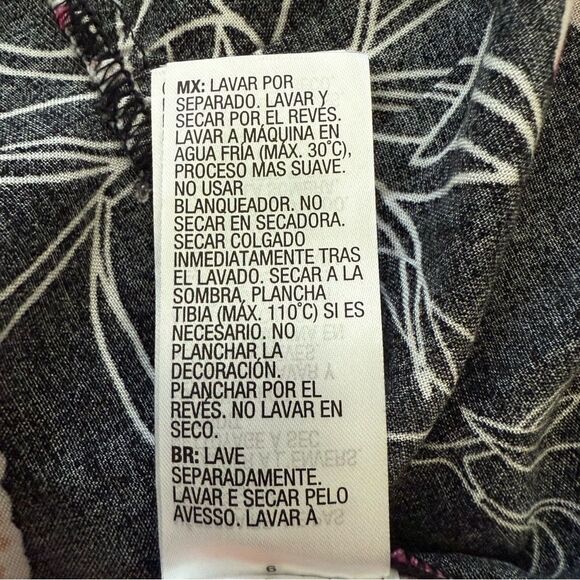 MX: LAVAR POR
SEPARADO. LAVAR Y
SECAR POR EL REVÉS.
LAVAR A MÁQUINA EN
AGUA FRÍA (MÁX. 30˚C),
PROCESO MAS SUAVE.
NO USAR
BLANQUEADOR. NO
SECAR EN SECADORA.
SECAR COLGADO
INMEDIATAMENTE TRAS
EL LAVADO, SECAR A LA
SOMBRA, PLANCHA
TIBIA (MÁX. 110˚C) SI ES
NECESARIO. NO
PLANCHAR LA
DECORACIÓN.
PLANCHAR POR EL
REVÉS. NO LAVAR EN
SECO.
BR: LAVE
SEPARADAMENTE.
LAVAR E SECAR PELO
AVESSO. LAVAR À
6